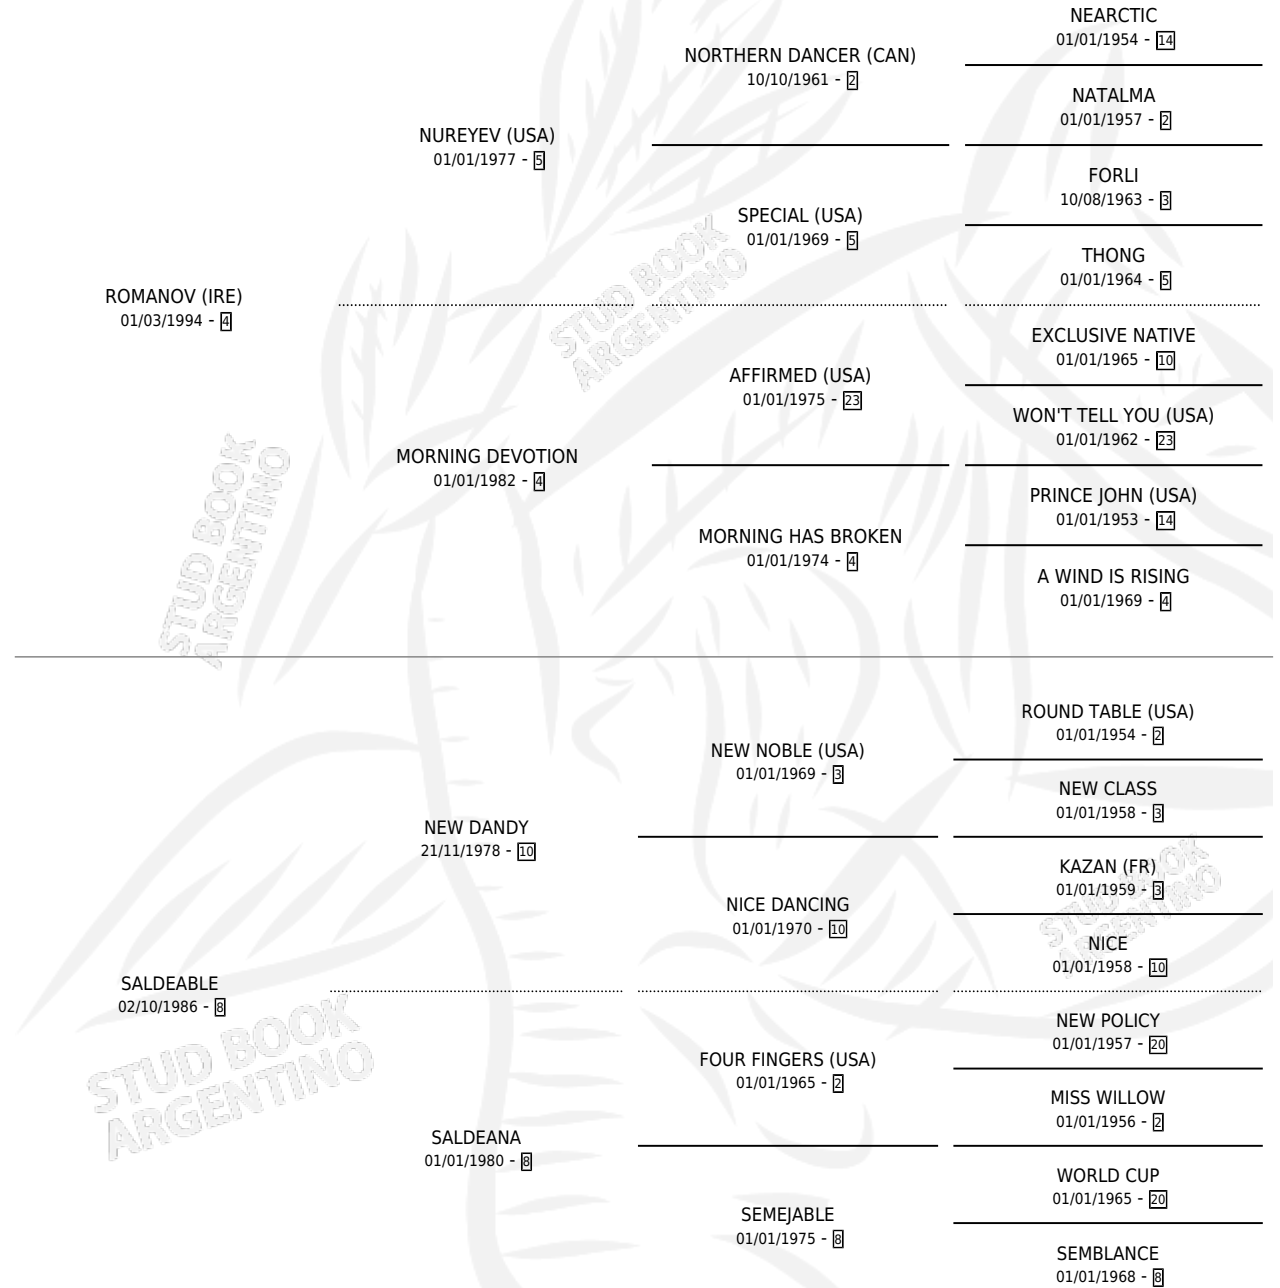 NEARCTIC
01/01/1954 - 14
NORTHERN DANCER (CAN)
10/10/1961 - 2
NATALMA
01/01/1957 - 2
NUREYEV (USA)
01/01/1977 - 5
FORLI
10/08/1963 - 3
SPECIAL (USA)
01/01/1969 - 5
THONG
01/01/1964 - 5
ROMANOV (IRE)
01/03/1994 - 4
STUD BOOK
ARGENTINO
EXCLUSIVE NATIVE
01/01/1965 - 10
AFFIRMED (USA)
01/01/1975 - 23
WON'T TELL YOU (USA)
01/01/1962 - 23
MORNING DEVOTION
01/01/1982 - 4
PRINCE JOHN (USA)
01/01/1953 - 14
MORNING HAS BROKEN
01/01/1974 - 4
A WIND IS RISING
01/01/1969 - 4
STUD BOOK
ARGENTINO
ROUND TABLE (USA)
01/01/1954 - 2
NEW NOBLE (USA)
01/01/1969 - 3
NEW CLASS
01/01/1958 - 3
NEW DANDY
21/11/1978 - 10
KAZAN (FR)
01/01/1959 - 3
NICE DANCING
01/01/1970 - 10
NICE
01/01/1958 - 10
STUD BOOK
ARGENTINO
SALDEABLE
02/10/1986 - 8
NEW POLICY
01/01/1957 - 20
FOUR FINGERS (USA)
01/01/1965 - 2
MISS WILLOW
01/01/1956 - 2
STUD BOOK
ARGENTINO
SALDEANA
01/01/1980 - 8
WORLD CUP
01/01/1965 - 20
SEMEJABLE
01/01/1975 - 8
SEMBLANCE
01/01/1968 - 8